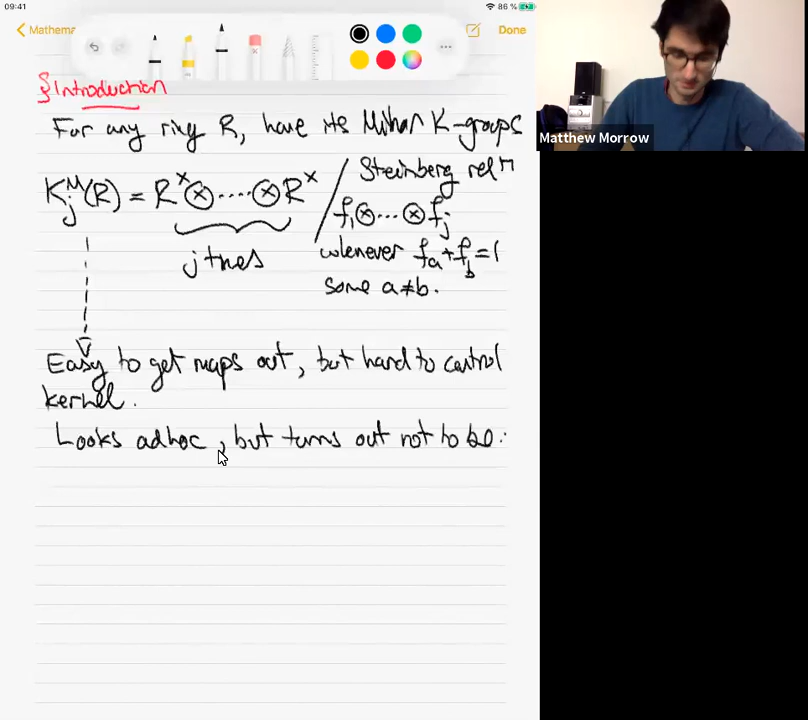 09:41
86 %
Mathema
Done
§Introduction
For any ring R, have its Milnor K-groups
K_j^M(R) = R^× ⊗ ..... ⊗ R^× / Steinberg rel^n
f_1 ⊗ ... ⊗ f_j
j times
whenever f_a + f_b = 1
some a ≠ b.
Easy to get maps out, but hard to control
kernel.
Looks adhoc, but turns out not to be:
Matthew Morrow